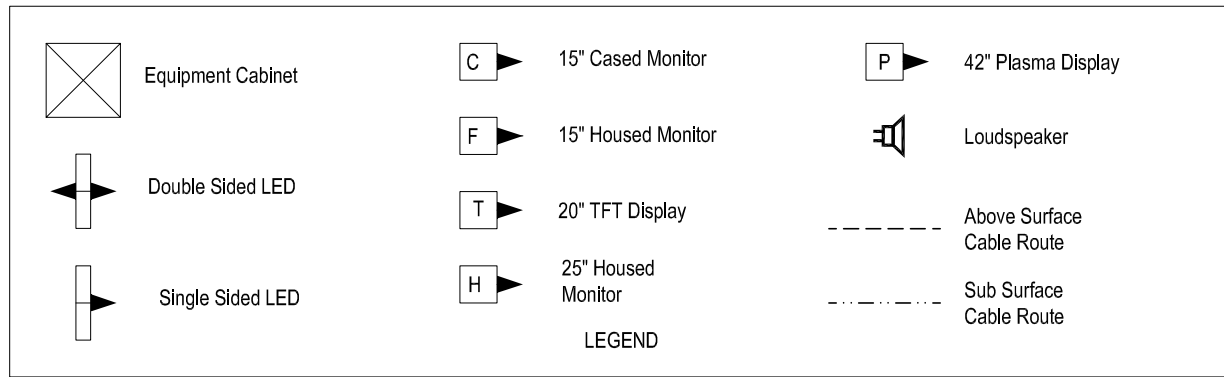 Equipment Cabinet
Double Sided LED
Single Sided LED
C
15" Cased Monitor
F
15" Housed Monitor
T
20" TFT Display
H
25" Housed
Monitor
LEGEND
P
42" Plasma Display
Loudspeaker
Above Surface
Cable Route
Sub Surface
Cable Route